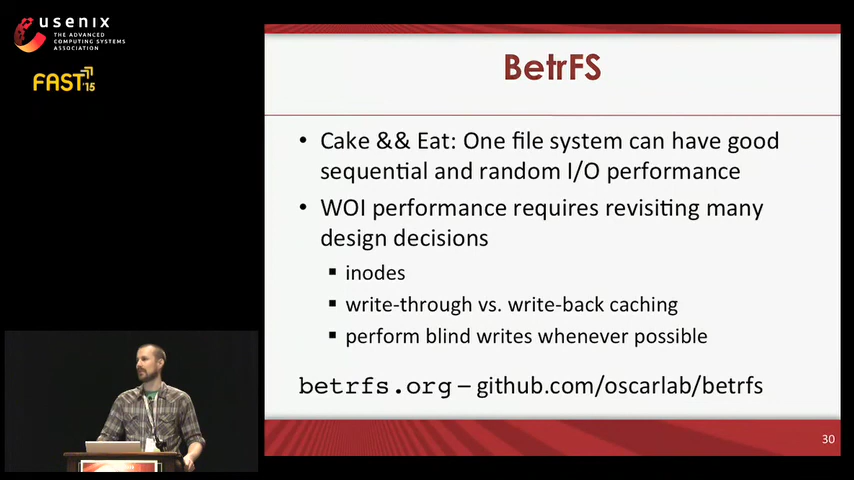 usenix
THE ADVANCED
COMPUTING SYSTEMS
ASSOCIATION
FAST'15
BetrFS
• Cake && Eat: One file system can have good
sequential and random I/O performance
• WOI performance requires revisiting many
design decisions
▪ inodes
▪ write-through vs. write-back caching
▪ perform blind writes whenever possible
betrfs.org – github.com/oscarlab/betrfs
30